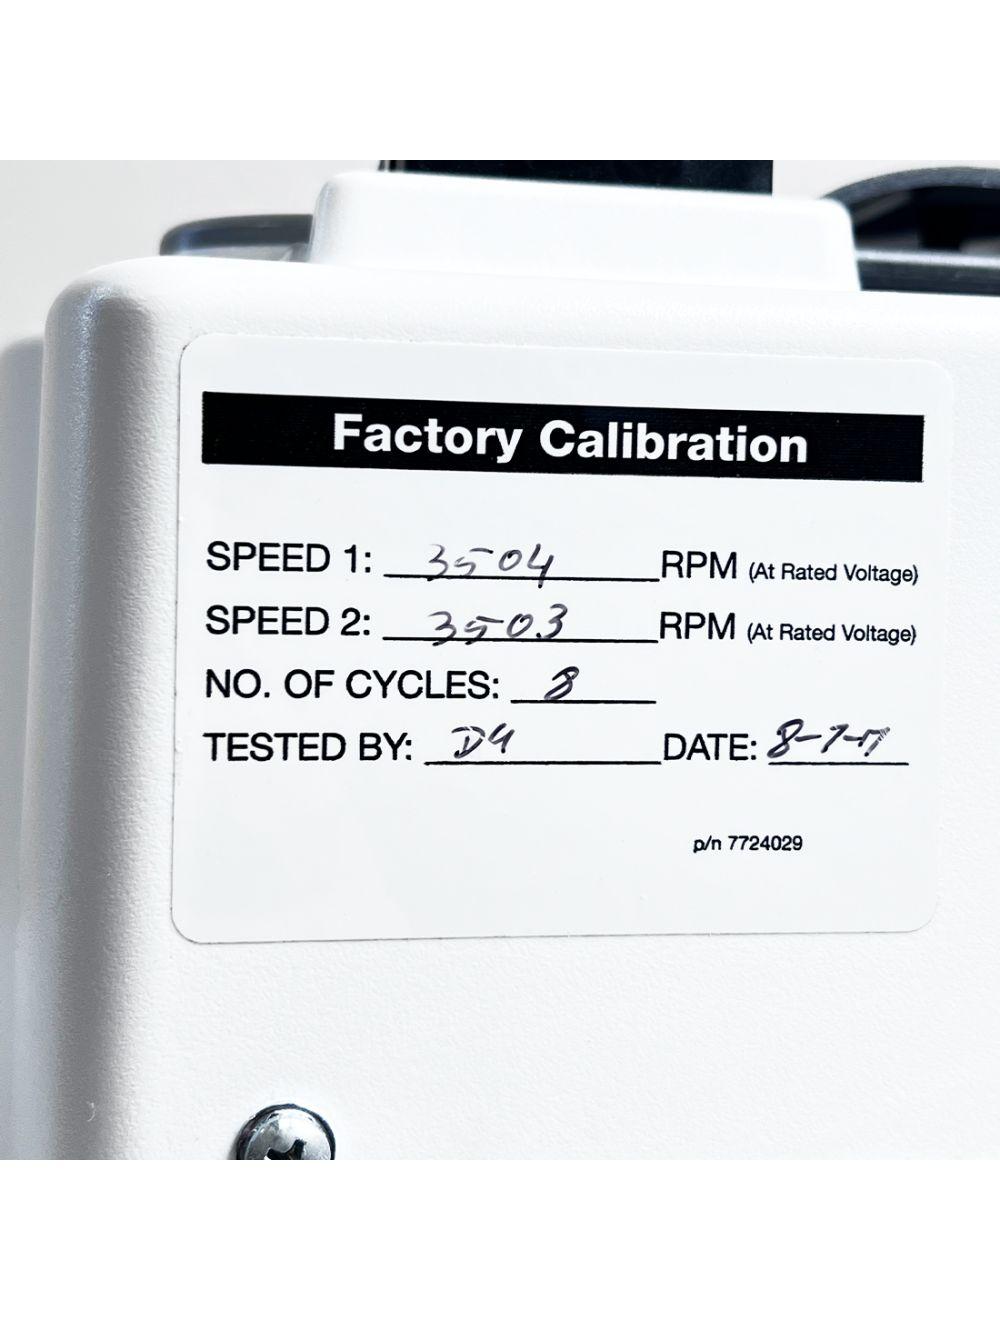 Factory Calibration
SPEED 1: 3504 RPM (At Rated Voltage)
SPEED 2: 3503 RPM (At Rated Voltage)
NO. OF CYCLES: 8
TESTED BY: D4 DATE: 8-7-17
p/n 7724029